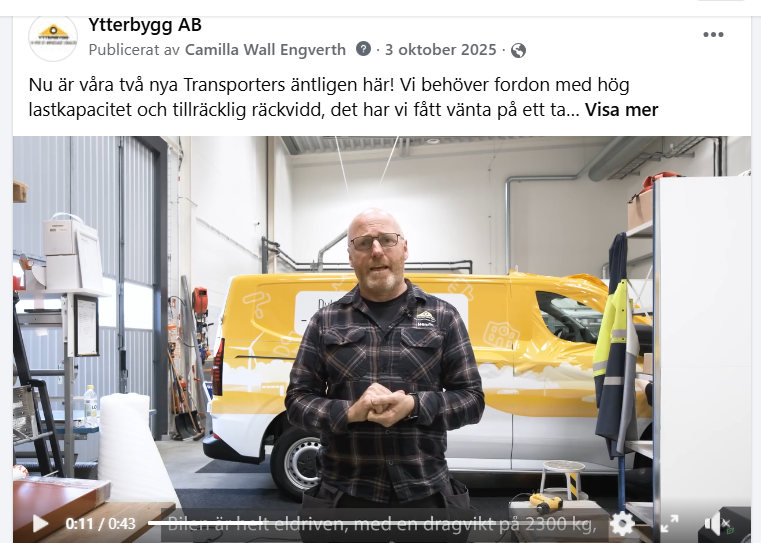 Ytterbygg AB
Publicerat av Camilla Wall Engverth · 3 oktober 2025 ·
Nu är våra två nya Transporters äntligen här! Vi behöver fordon med hög
lastkapacitet och tillräcklig räckvidd, det har vi fått vänta på ett ta... Visa mer
0:11 / 0:43
Bilen är helt eldriven, med en dragvikt på 2300 kg,